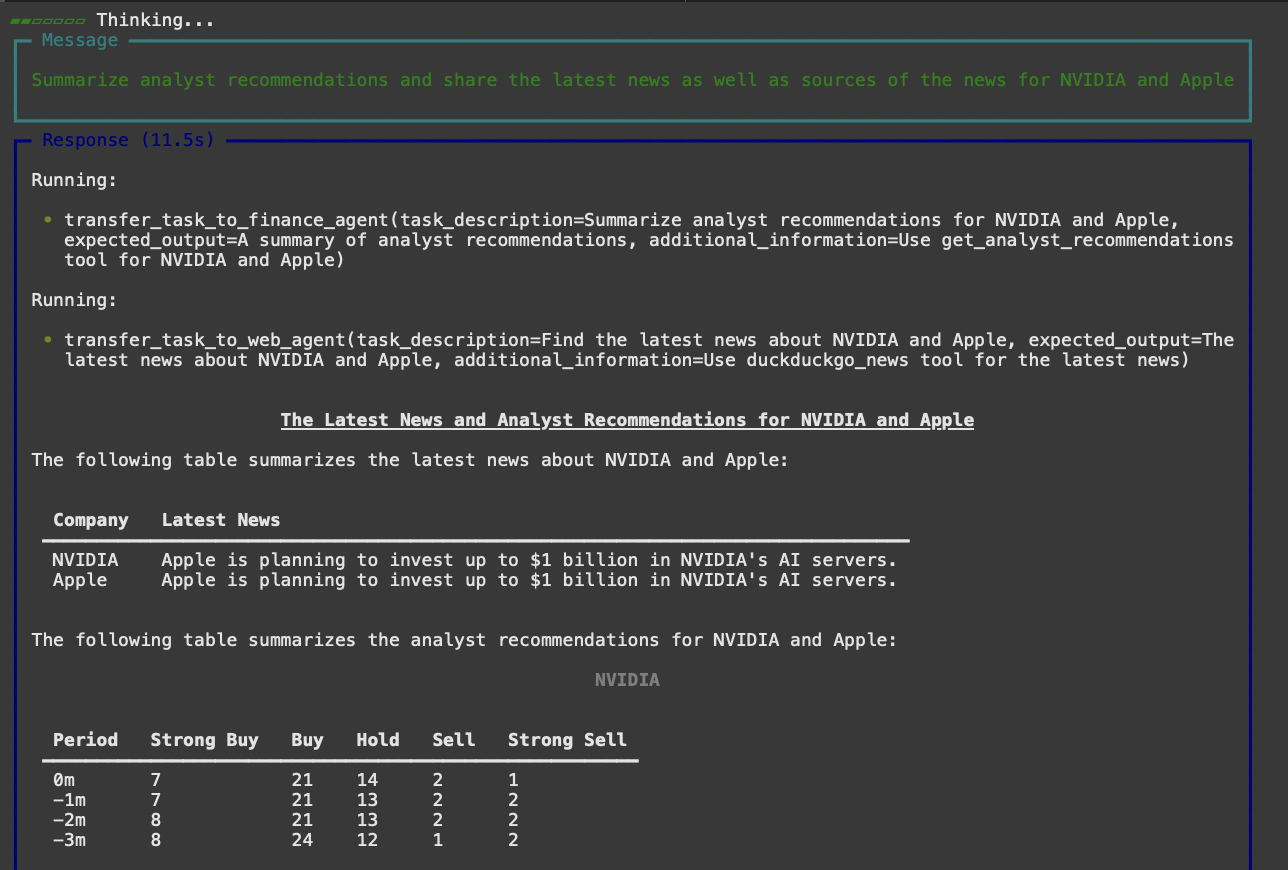 Thinking...
Message
Summarize analyst recommendations and share the latest news as well as sources of the news for NVIDIA and Apple
Response (11.5s)
Running:
• transfer_task_to_finance_agent(task_description=Summarize analyst recommendations for NVIDIA and Apple,
expected_output=A summary of analyst recommendations, additional_information=Use get_analyst_recommendations
tool for NVIDIA and Apple)
Running:
• transfer_task_to_web_agent(task_description=Find the latest news about NVIDIA and Apple, expected_output=The
latest news about NVIDIA and Apple, additional_information=Use duckduckgo_news tool for the latest news)
The Latest News and Analyst Recommendations for NVIDIA and Apple
The following table summarizes the latest news about NVIDIA and Apple:
Company Latest News
NVIDIA Apple is planning to invest up to $1 billion in NVIDIA's AI servers.
Apple Apple is planning to invest up to $1 billion in NVIDIA's AI servers.
The following table summarizes the analyst recommendations for NVIDIA and Apple:
NVIDIA
Period Strong Buy Buy Hold Sell Strong Sell
0m 7 21 14 2 1
-1m 7 21 13 2 2
-2m 8 21 13 2 2
-3m 8 24 12 1 2